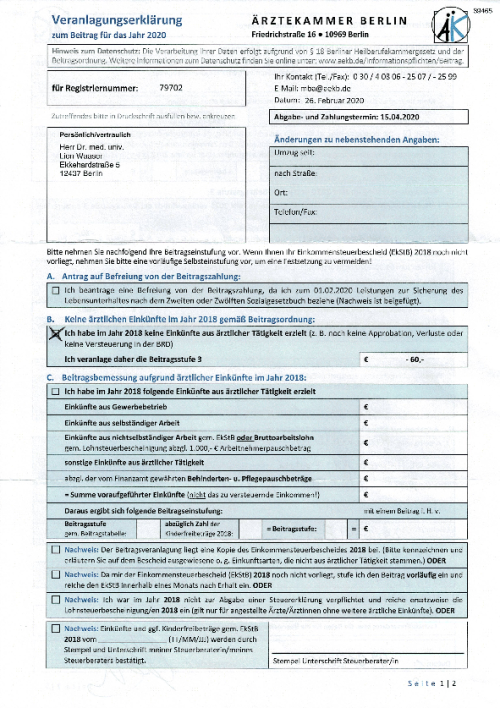 59465
Veranlagungserklärung
zum Beitrag für das Jahr 2020
ÄRZTEKAMMER BERLIN
Friedrichstraße 16 ● 10969 Berlin
Hinweis zum Datenschutz: Die Verarbeitung Ihrer Daten erfolgt aufgrund von § 18 Berliner Heilberufekammergesetz und der
Beitragsordnung. Weitere Informationen zum Datenschutz finden Sie online unter: www.aekb.de/informationspflichten/beitrag.
für Registriernummer: 79702
Ihr Kontakt (Tel./Fax): 0 30 / 4 08 06 - 25 07 / - 25 99
E Mail: mbo@aekb.de
Datum: 26. Februar 2020
Zutreffendes bitte in Druckschrift ausfüllen bzw. ankreuzen
Abgabe- und Zahlungstermin: 15.04.2020
Persönlich/vertraulich
Herr Dr. med. univ.
Lion Wausor
Ekkehardstraße 5
12437 Berlin
Änderungen zu nebenstehenden Angaben:
Umzug seit:
nach Straße:
Ort:
Telefon/Fax:
Bitte nehmen Sie nachfolgend Ihre Beitragseinstufung vor. Wenn Ihnen Ihr Einkommensteuerbescheid (EkStB) 2018 noch nicht
vorliegt, nehmen Sie bitte eine vorläufige Selbsteinstufung vor, um eine Festsetzung zu vermeiden!
A. Antrag auf Befreiung von der Beitragszahlung:
Ich beantrage eine Befreiung von der Beitragszahlung, da ich zum 01.02.2020 Leistungen zur Sicherung des
Lebensunterhaltes nach dem Zweiten oder Zwölften Sozialgesetzbuch beziehe (Nachweis ist beigefügt).
B. Keine ärztlichen Einkünfte im Jahr 2018 gemäß Beitragsordnung:
Ich habe im Jahr 2018 keine Einkünfte aus ärztlicher Tätigkeit erzielt (z. B. noch keine Approbation, Verluste oder
keine Versteuerung in der BRD)
Ich veranlage daher die Beitragsstufe 3 € - 60,-
C. Beitragsbemessung aufgrund ärztlicher Einkünfte im Jahr 2018:
Ich habe im Jahr 2018 folgende Einkünfte aus ärztlicher Tätigkeit erzielt
Einkünfte aus Gewerbebetrieb €
Einkünfte aus selbständiger Arbeit €
Einkünfte aus nichtselbständiger Arbeit gem. EkStB oder Bruttoarbeitslohn
gem. Lohnsteuerbescheinigung abzgl. 1.000,- € Arbeitnehmerpauschbetrag €
sonstige Einkünfte aus ärztlicher Tätigkeit €
abzgl. der vom Finanzamt gewährten Behinderten- u. Pflegepauschbeträge €
= Summe voraufgeführter Einkünfte (nicht das zu versteuernde Einkommen!) €
Daraus ergibt sich folgende Beitragseinstufung: mit einem Beitrag i. H. v.
Beitragsstufe
gem. Beitragstabelle:
abzüglich Zahl der
Kinderfreibeträge 2018:
= Beitragsstufe: = €
Nachweis: Der Beitragsveranlagung liegt eine Kopie des Einkommensteuerbescheides 2018 bei. (Bitte kennzeichnen und
erläutern Sie auf dem Bescheid ausgewiesene o. g. Einkunftsarten, die nicht aus ärztlicher Tätigkeit stammen.) ODER
Nachweis: Da mir der Einkommensteuerbescheid (EkStB) 2018 noch nicht vorliegt, stufe ich den Beitrag vorläufig ein und
reiche den EkStB innerhalb eines Monats nach Erhalt ein. ODER
Nachweis: Ich war im Jahr 2018 nicht zur Abgabe einer Steuererklärung verpflichtet und reiche ersatzweise die
Lohnsteuerbescheinigung/en 2018 ein (gilt nur für angestellte Ärzte/Ärztinnen ohne weitere ärztliche Einkünfte). ODER
Nachweis: Einkünfte und ggf. Kinderfreibeträge gem. EkStB
2018 vom (TT/MM/JJ) werden durch
Stempel und Unterschrift meiner Steuerberaterin/meines
Steuerberaters bestätigt.
Stempel Unterschrift Steuerberater/in
Seite 1 | 2